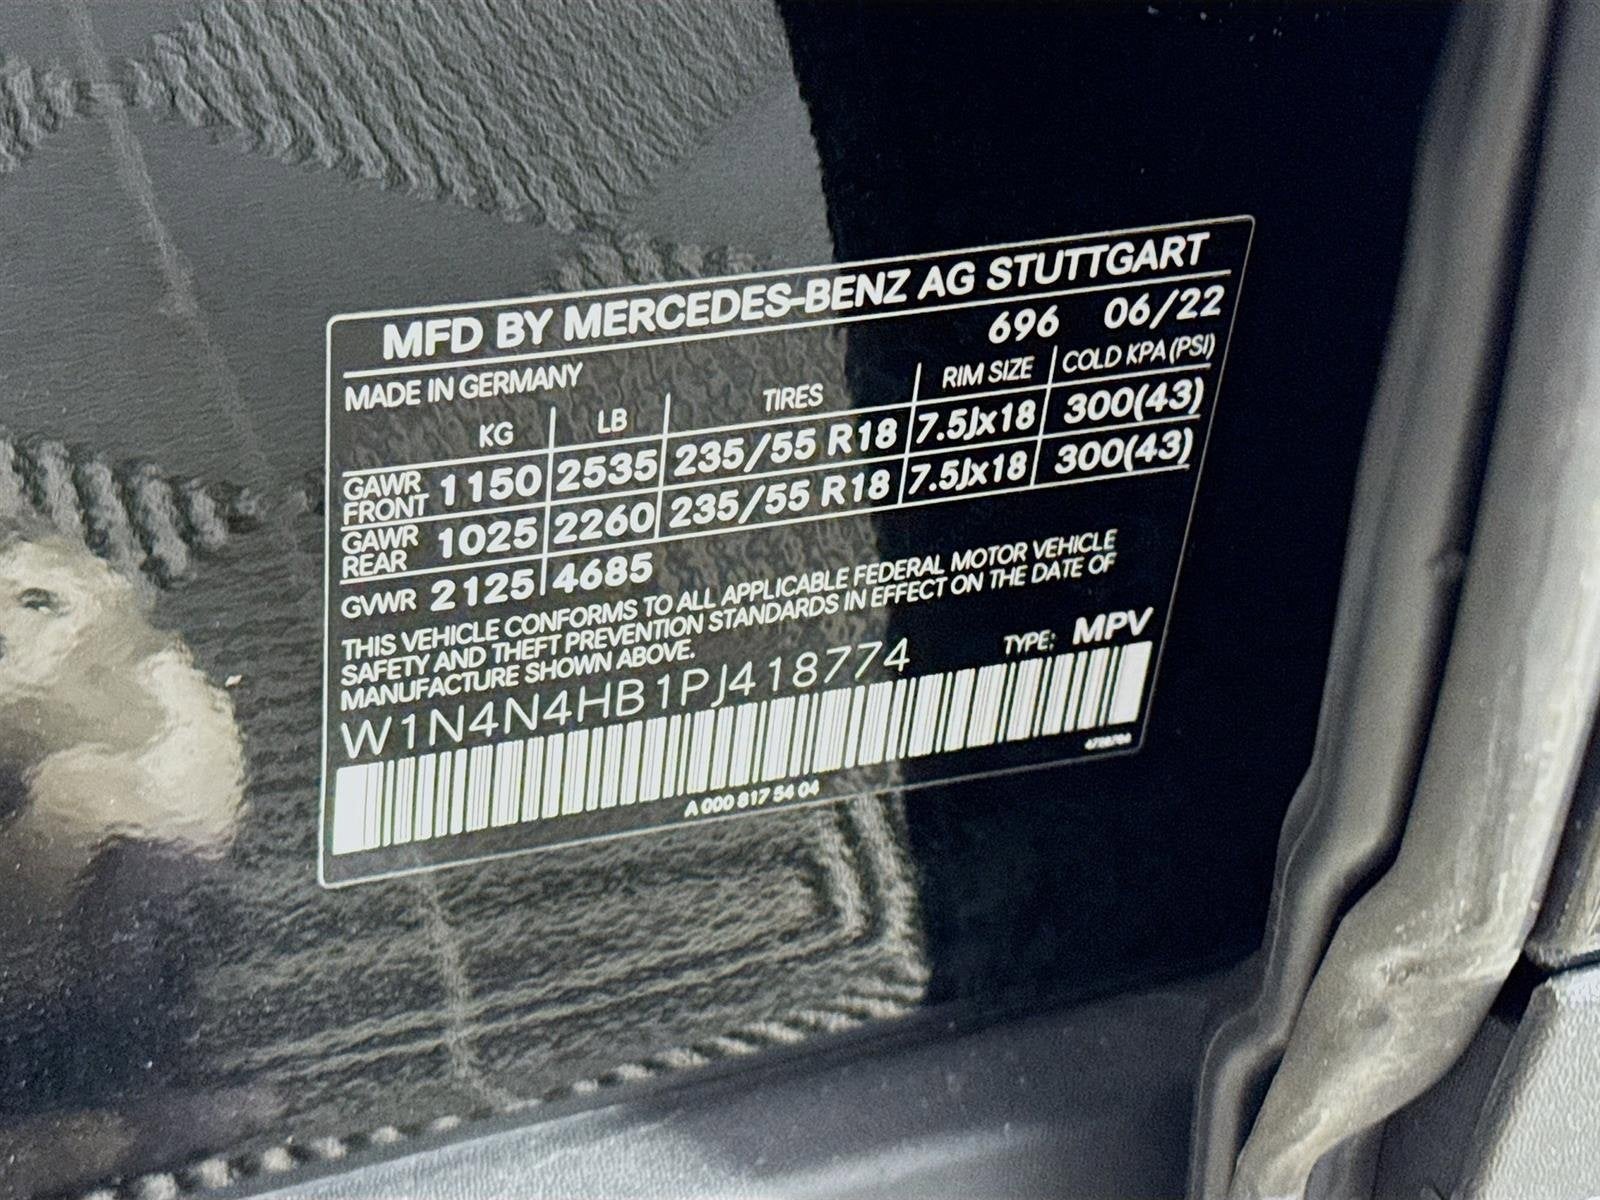 MFD BY MERCEDES-BENZ AG STUTTGART
MADE IN GERMANY 696 06/22
KG LB TIRES RIM SIZE COLD KPA (PSI)
GAWR FRONT 1150 2535 235/55 R18 7.5Jx18 300(43)
GAWR REAR 1025 2260 235/55 R18 7.5Jx18 300(43)
GVWR 2125 4685
THIS VEHICLE CONFORMS TO ALL APPLICABLE FEDERAL MOTOR VEHICLE
SAFETY AND THEFT PREVENTION STANDARDS IN EFFECT ON THE DATE OF
MANUFACTURE SHOWN ABOVE.
W1N4N4HB1PJ418774 TYPE: MPV
A 000 817 54 04